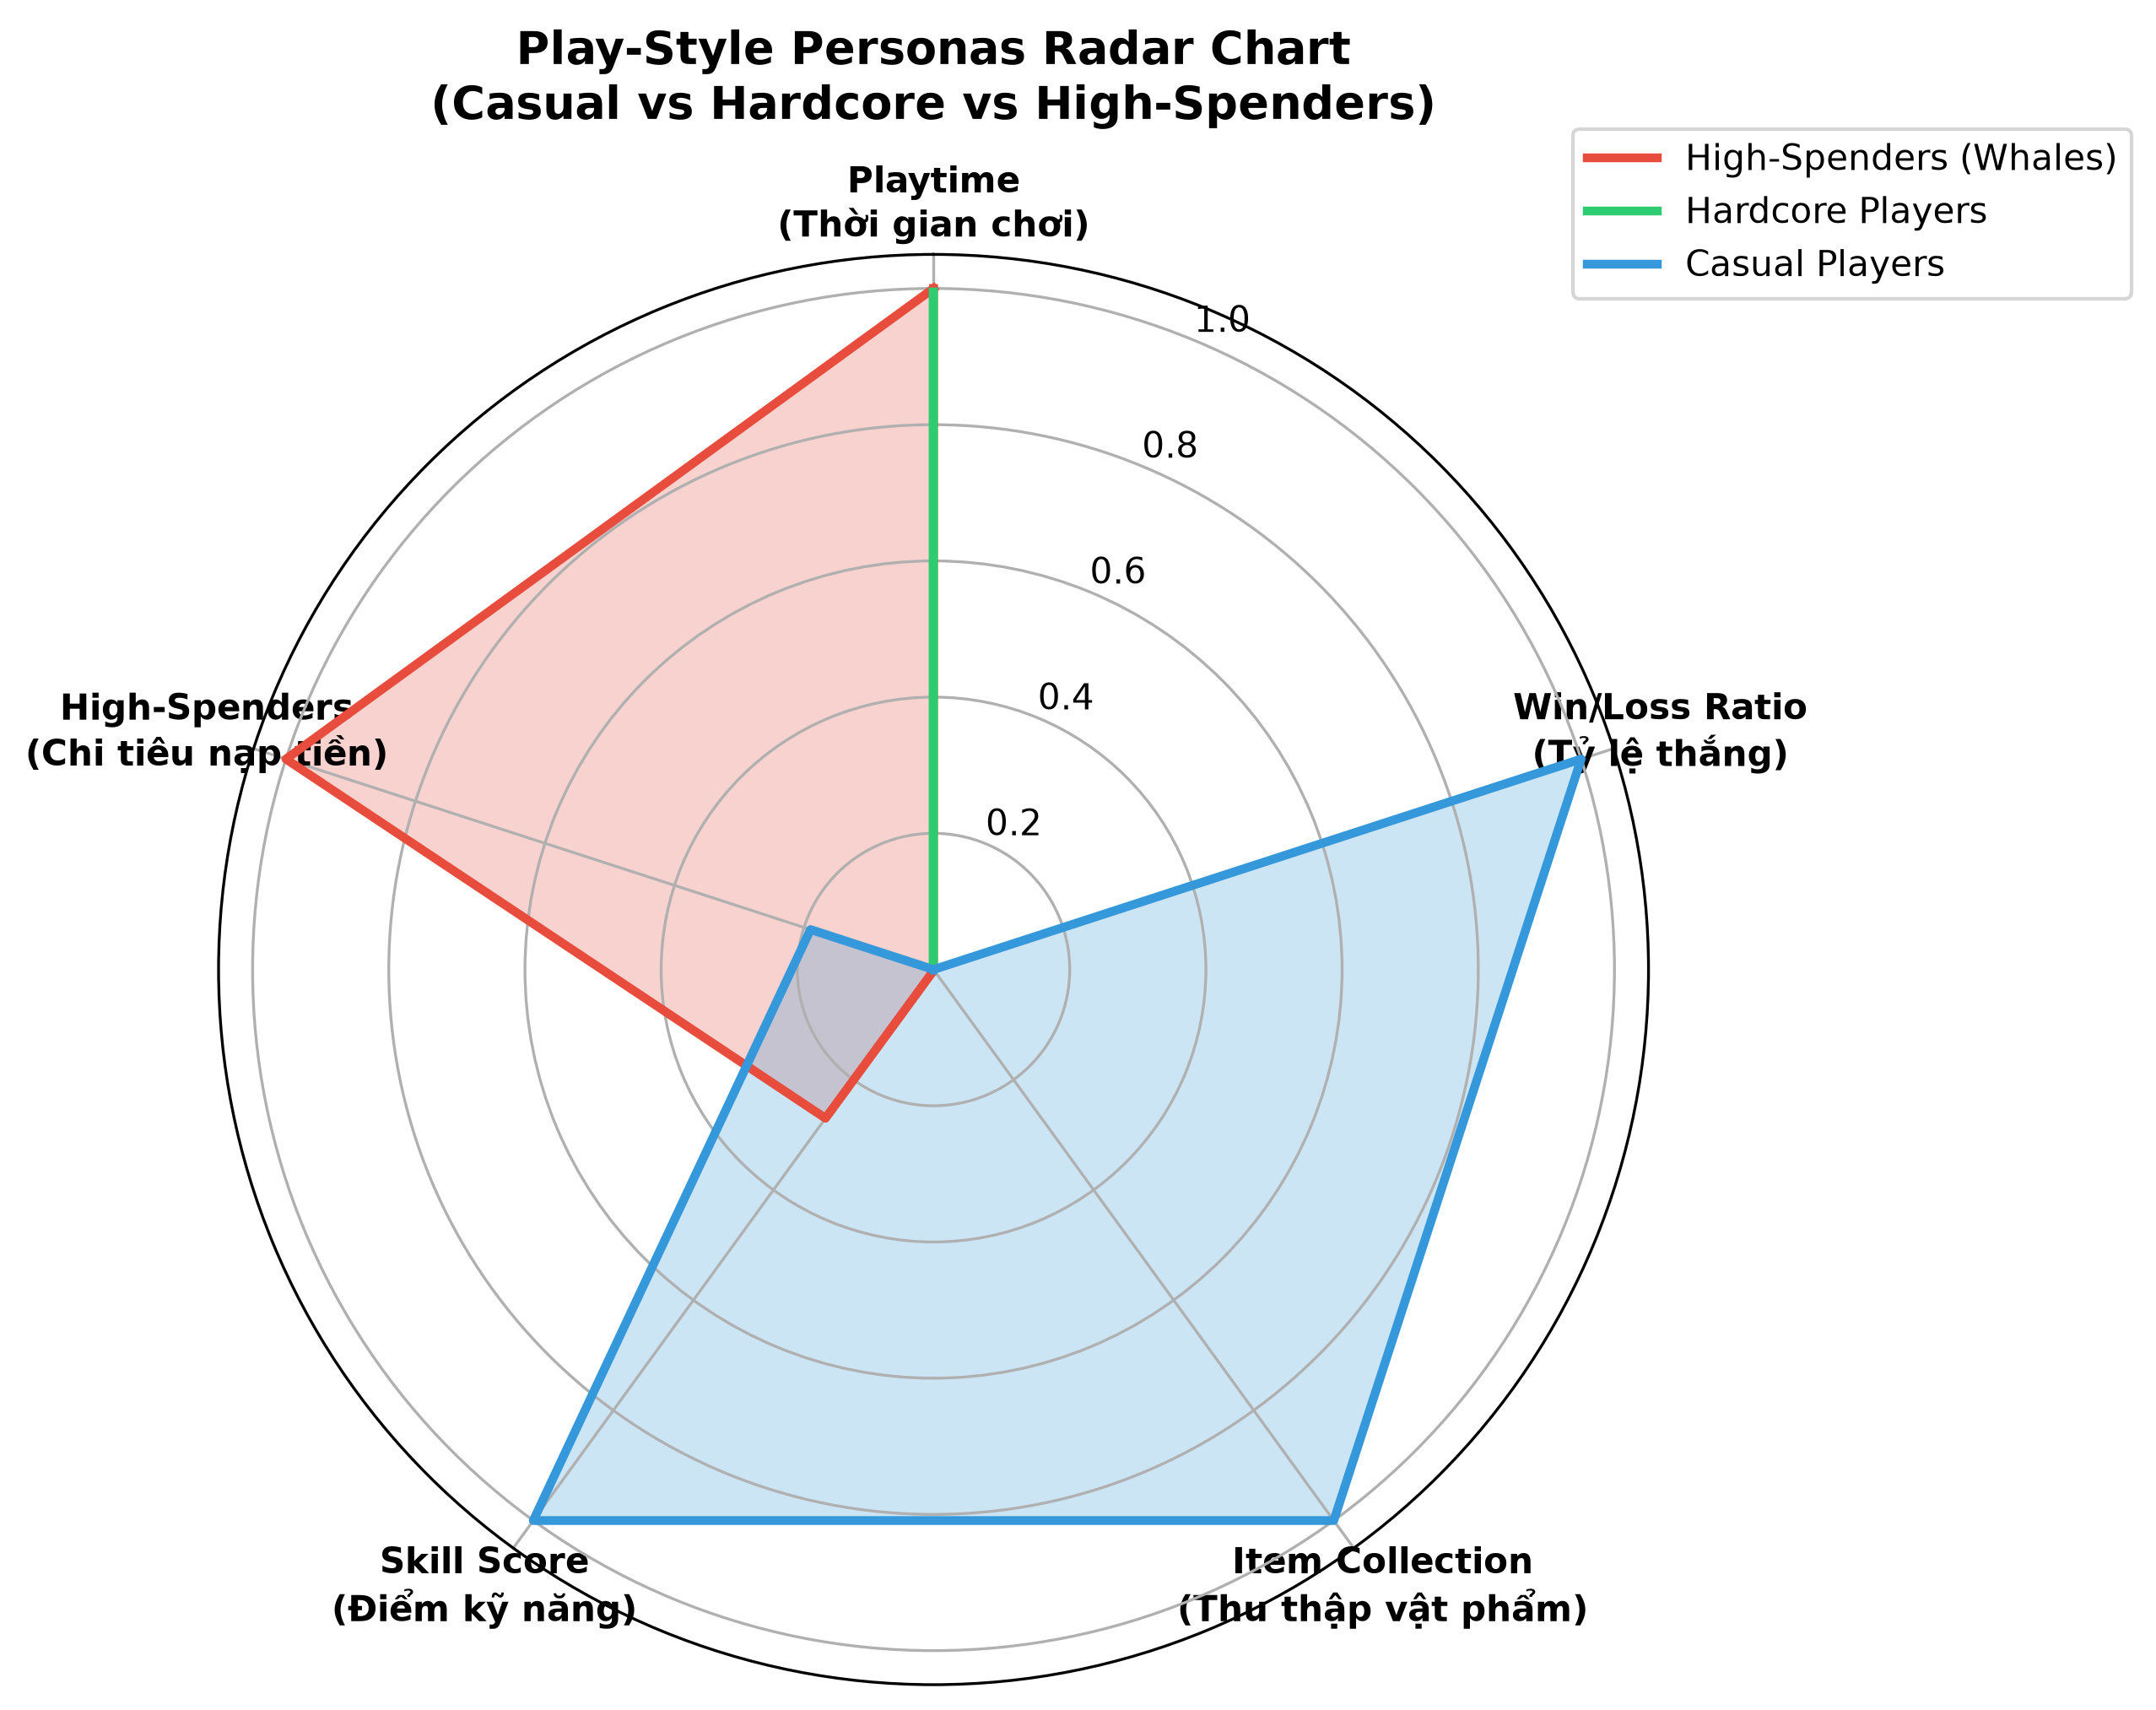 Play-Style Personas Radar Chart
(Casual vs Hardcore vs High-Spenders)
High-Spenders (Whales)
Hardcore Players
Casual Players
Playtime
(Thời gian chơi)
1.0
0.8
0.6
0.4
0.2
High-Spenders
(Chi tiêu nạp tiền)
Win/Loss Ratio
(Tỷ lệ thắng)
Skill Score
(Điểm kỹ năng)
Item Collection
(Thu thập vật phẩm)